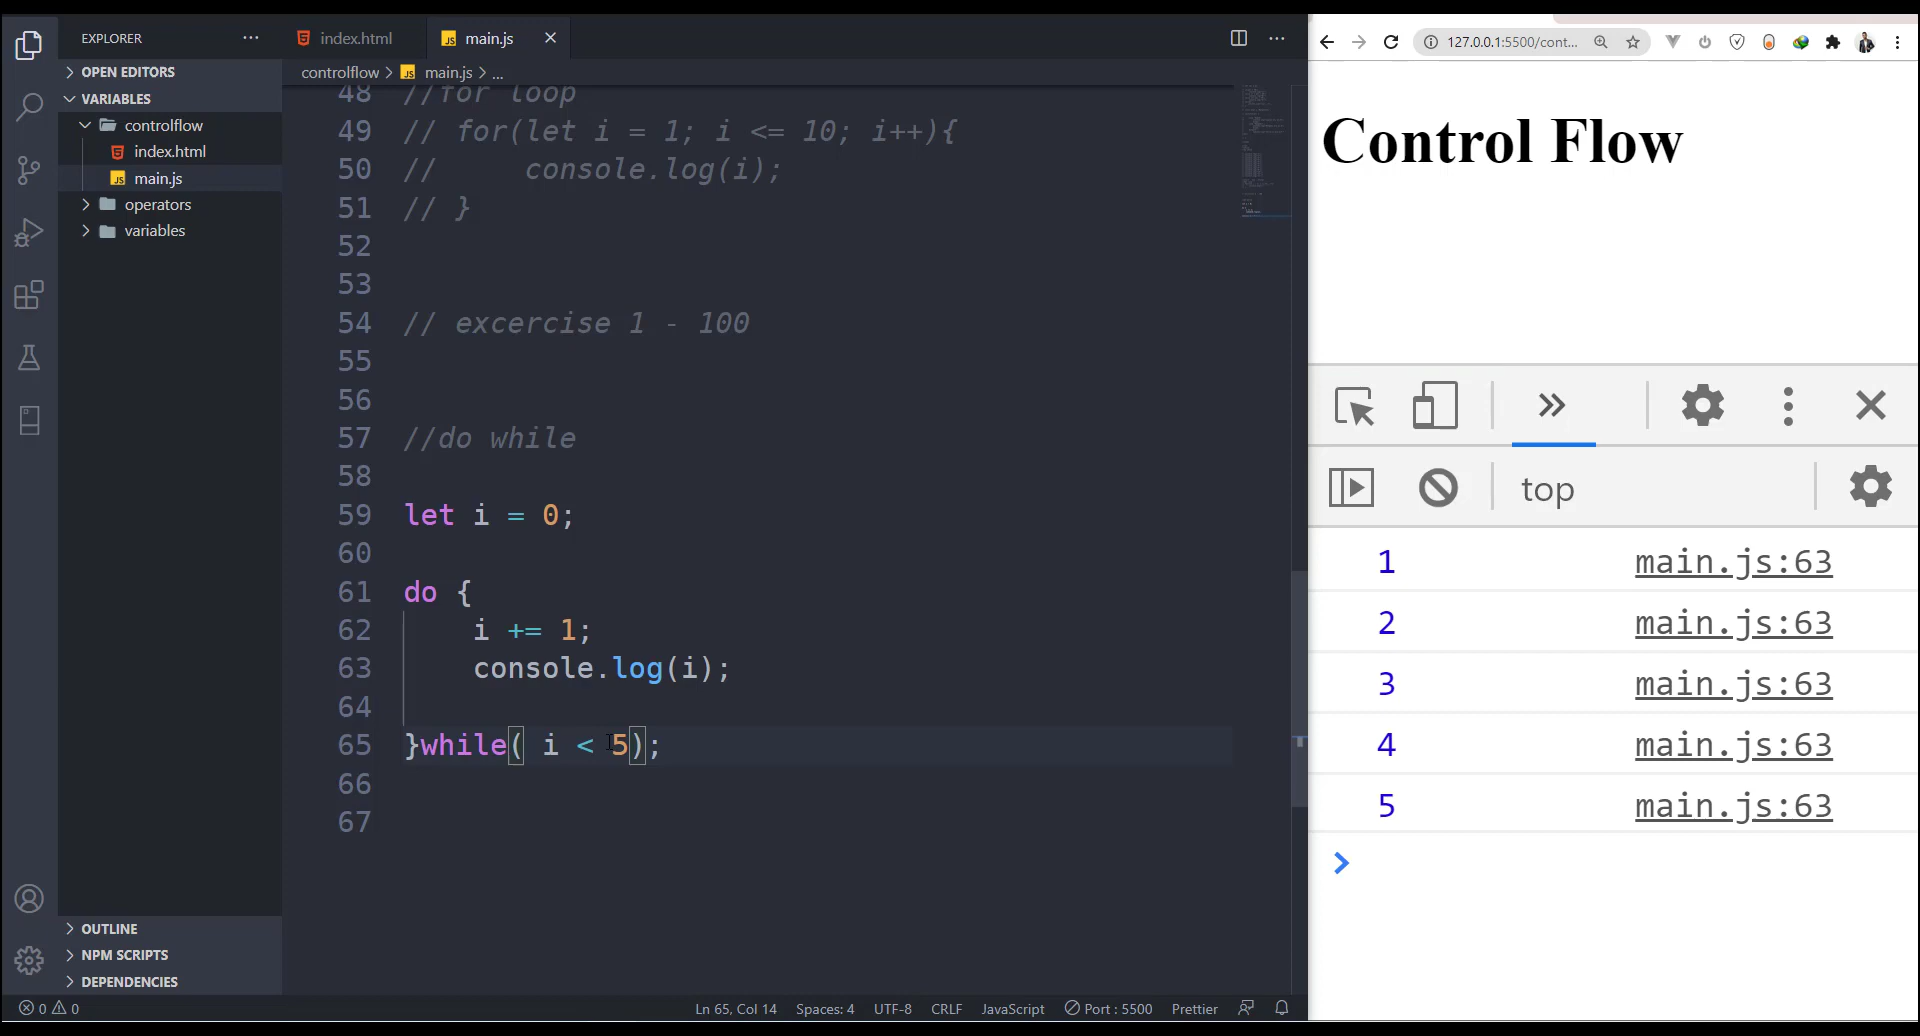 EXPLORER
OPEN EDITORS
VARIABLES
controlflow
index.html
main.js
operators
variables
OUTLINE
NPM SCRIPTS
DEPENDENCIES
index.html
main.js
controlflow > main.js > ...
48 //for loop
49 // for(let i = 1; i <= 10; i++){
50 //     console.log(i);
51 // }
52
53
54 // excercise 1 - 100
55
56
57 //do while
58
59 let i = 0;
60
61 do {
62     i += 1;
63     console.log(i);
64
65 }while( i < 5);
66
67
0 0
Ln 65, Col 14
Spaces: 4
UTF-8
CRLF
JavaScript
Port : 5500
Prettier
127.0.0.1:5500/cont...
Control Flow
top
1 main.js:63
2 main.js:63
3 main.js:63
4 main.js:63
5 main.js:63